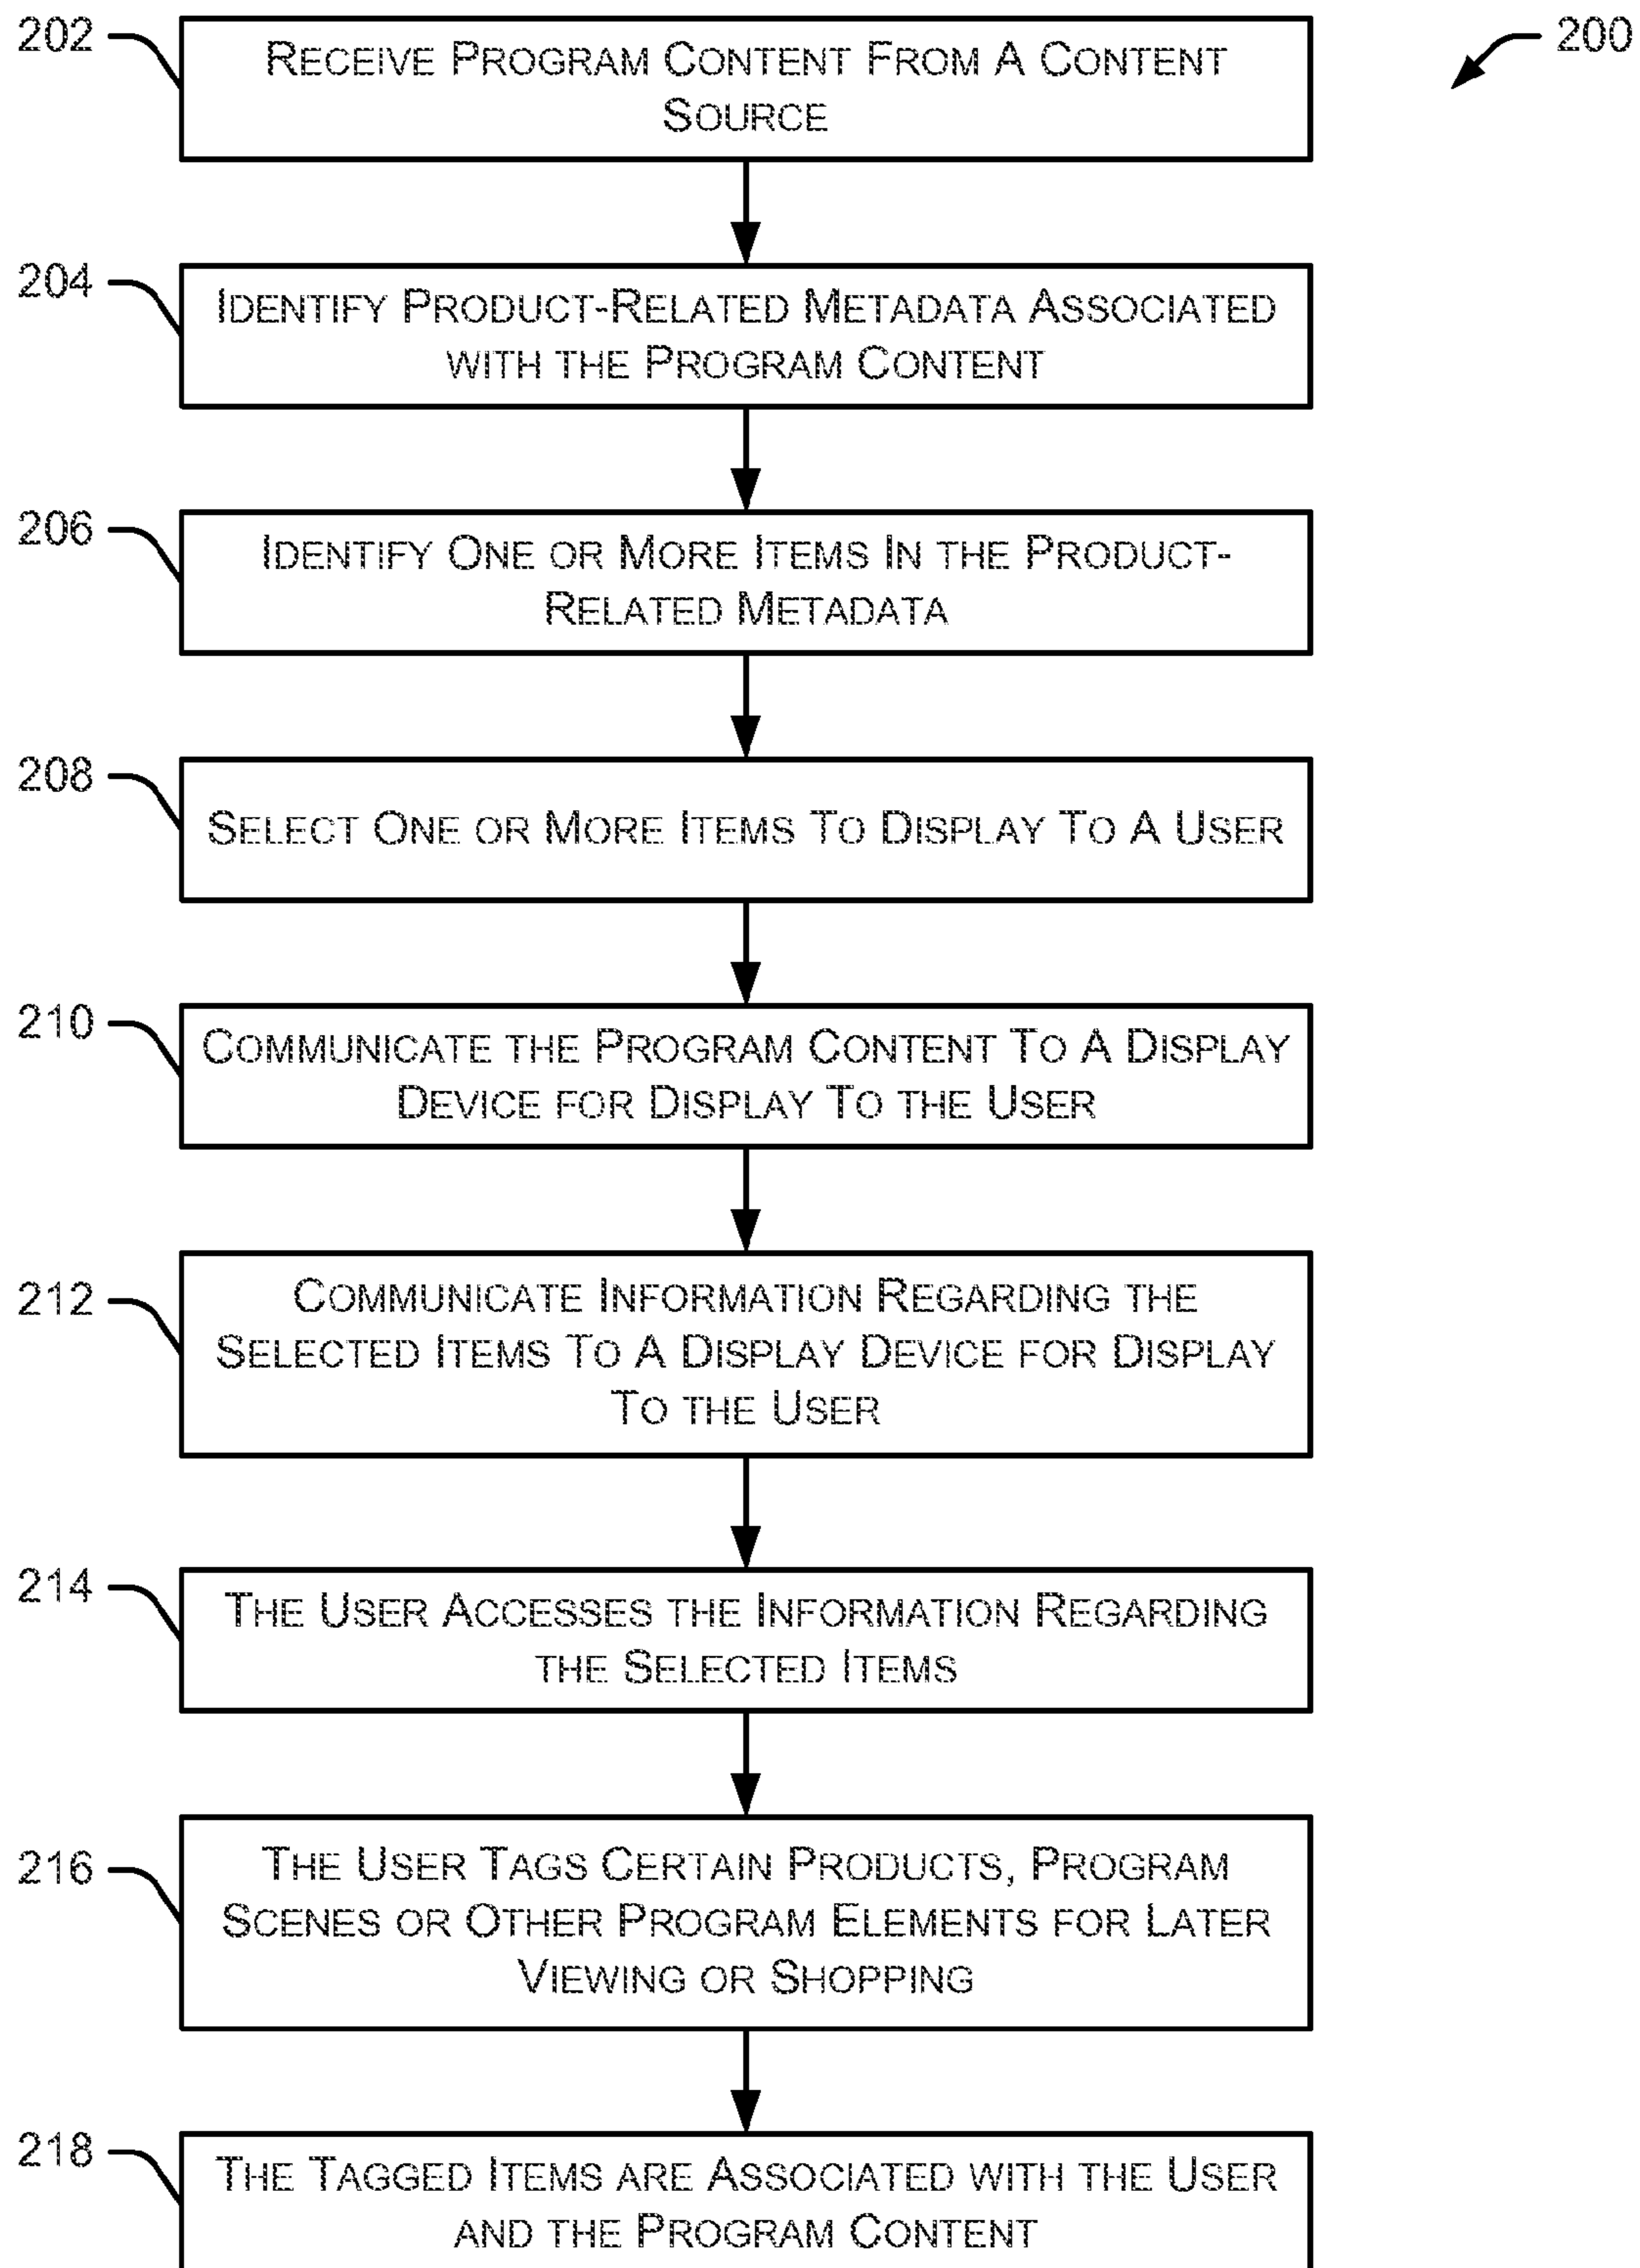 202
RECEIVE PROGRAM CONTENT FROM A CONTENT
SOURCE
200
204
IDENTIFY PRODUCT-RELATED METADATA ASSOCIATED
WITH THE PROGRAM CONTENT
206
IDENTIFY ONE OR MORE ITEMS IN THE PRODUCT-
RELATED METADATA
208
SELECT ONE OR MORE ITEMS TO DISPLAY TO A USER
210
COMMUNICATE THE PROGRAM CONTENT TO A DISPLAY
DEVICE FOR DISPLAY TO THE USER
212
COMMUNICATE INFORMATION REGARDING THE
SELECTED ITEMS TO A DISPLAY DEVICE FOR DISPLAY
TO THE USER
214
THE USER ACCESSES THE INFORMATION REGARDING
THE SELECTED ITEMS
216
THE USER TAGS CERTAIN PRODUCTS, PROGRAM
SCENES OR OTHER PROGRAM ELEMENTS FOR LATER
VIEWING OR SHOPPING
218
THE TAGGED ITEMS ARE ASSOCIATED WITH THE USER
AND THE PROGRAM CONTENT